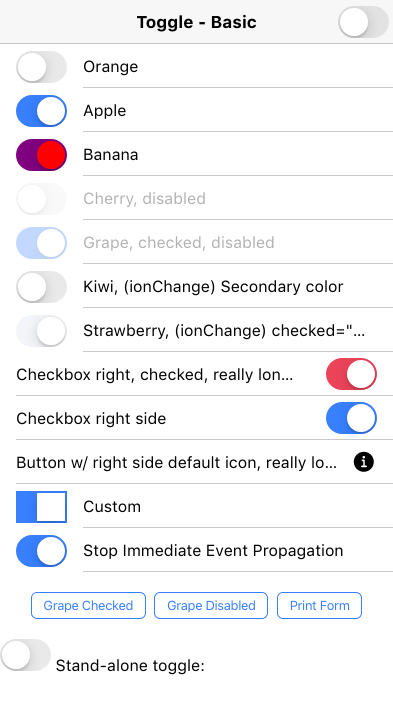 Toggle - Basic
Orange
Apple
Banana
Cherry, disabled
Grape, checked, disabled
Kiwi, (ionChange) Secondary color
Strawberry, (ionChange) checked="...
Checkbox right, checked, really lon...
Checkbox right side
Button w/ right side default icon, really lo...
Custom
Stop Immediate Event Propagation
Grape Checked Grape Disabled Print Form
Stand-alone toggle: